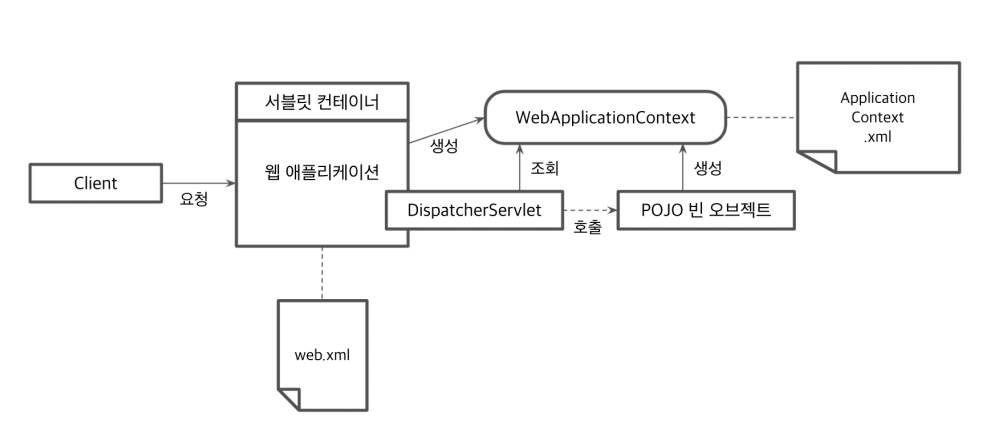 서블릿 컨테이너
웹 애플리케이션
Client
요청
생성
WebApplicationContext
Application
Context
.xml
조회
생성
DispatcherServlet
호출
POJO 빈 오브젝트
web.xml